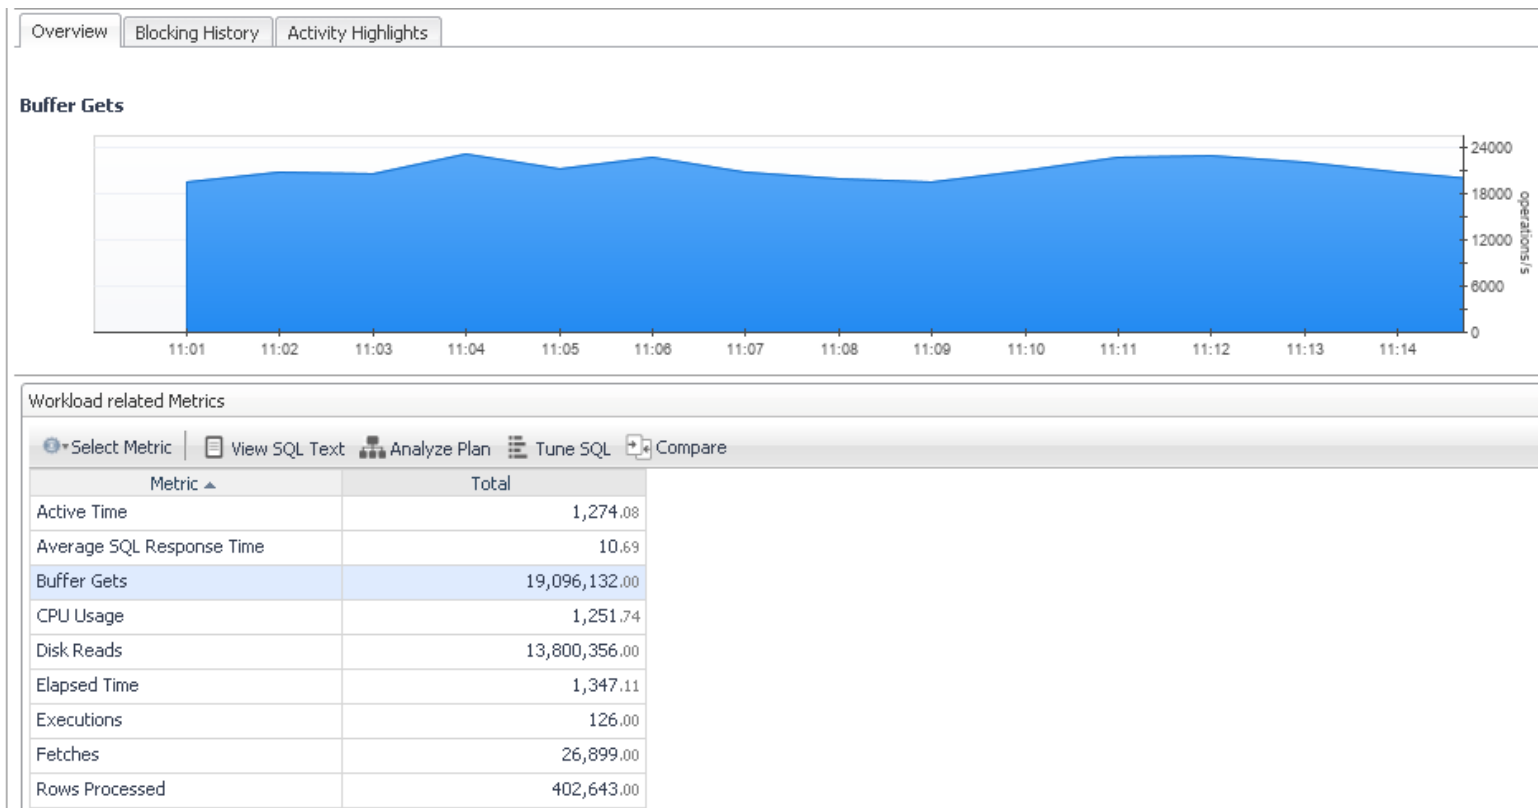 Overview Blocking History Activity Highlights
Buffer Gets
24000
18000
12000
6000
0
operations/s
11:01 11:02 11:03 11:04 11:05 11:06 11:07 11:08 11:09 11:10 11:11 11:12 11:13 11:14
Workload related Metrics
Select Metric View SQL Text Analyze Plan Tune SQL Compare
Metric Total
Active Time 1,274.08
Average SQL Response Time 10.69
Buffer Gets 19,096,132.00
CPU Usage 1,251.74
Disk Reads 13,800,356.00
Elapsed Time 1,347.11
Executions 126.00
Fetches 26,899.00
Rows Processed 402,643.00